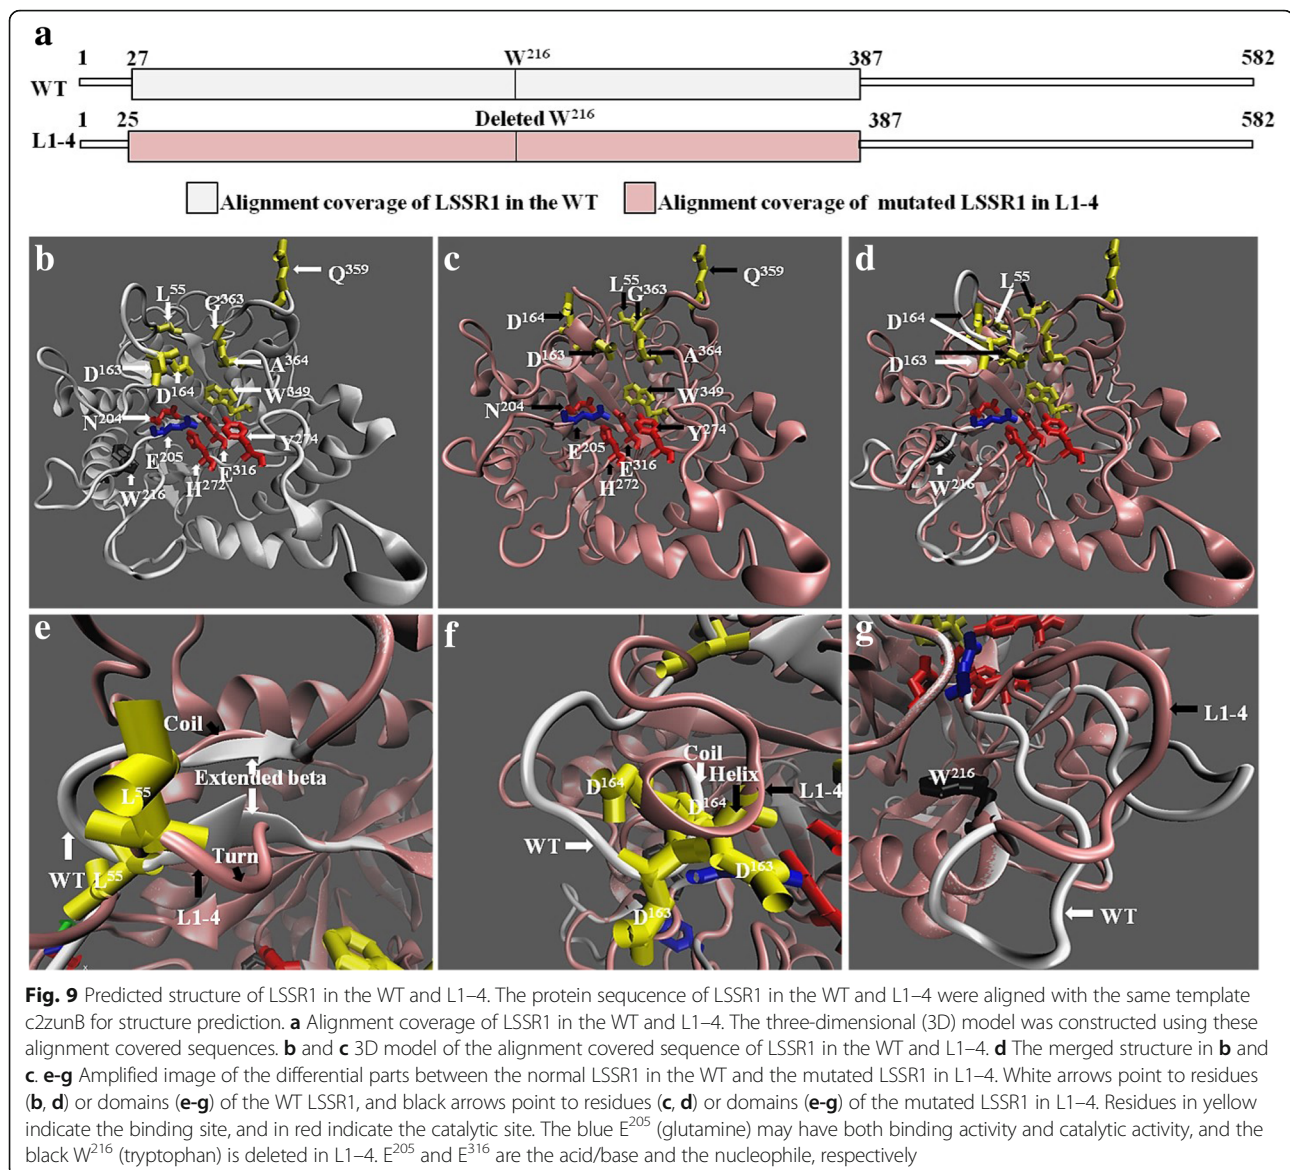 a
1 27 W²¹⁶ 387 582
WT
1 25 Deleted W²¹⁶ 387 582
L1-4
Alignment coverage of LSSR1 in the WT Alignment coverage of mutated LSSR1 in L1-4
b
Q³⁵⁹
L⁵⁵
G³⁶³
D¹⁶³
A³⁶⁴
D¹⁶⁴
W³⁴⁹
N²⁰⁴
Y²⁷⁴
E²⁰⁵
E³¹⁶
W²¹⁶
H²⁷²
c
Q³⁵⁹
L⁵⁵
G³⁶³
D¹⁶⁴
D¹⁶³
A³⁶⁴
W³⁴⁹
N²⁰⁴
Y²⁷⁴
E²⁰⁵
E³¹⁶
H²⁷²
d
L⁵⁵
D¹⁶⁴
D¹⁶³
W²¹⁶
e
Coil
Extended beta
L⁵⁵
Turn
WT
L⁵⁵
L1-4
f
Coil
Helix
D¹⁶⁴
D¹⁶⁴
L1-4
WT
D¹⁶³
D¹⁶³
g
L1-4
W²¹⁶
WT
Fig. 9 Predicted structure of LSSR1 in the WT and L1–4. The protein sequcence of LSSR1 in the WT and L1–4 were aligned with the same template
c2zunB for structure prediction. a Alignment coverage of LSSR1 in the WT and L1–4. The three-dimensional (3D) model was constructed using these
alignment covered sequences. b and c 3D model of the alignment covered sequence of LSSR1 in the WT and L1–4. d The merged structure in b and
c. e-g Amplified image of the differential parts between the normal LSSR1 in the WT and the mutated LSSR1 in L1–4. White arrows point to residues
(b, d) or domains (e-g) of the WT LSSR1, and black arrows point to residues (c, d) or domains (e-g) of the mutated LSSR1 in L1–4. Residues in yellow
indicate the binding site, and in red indicate the catalytic site. The blue E²⁰⁵ (glutamine) may have both binding activity and catalytic activity, and the
black W²¹⁶ (tryptophan) is deleted in L1–4. E²⁰⁵ and E³¹⁶ are the acid/base and the nucleophile, respectively